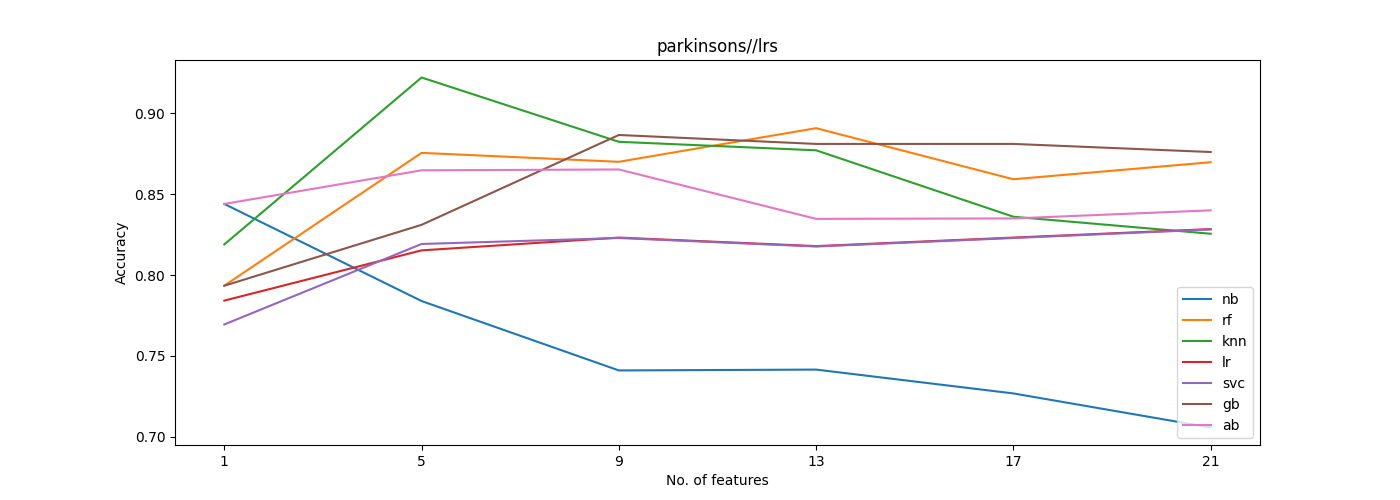 parkinsons//lrs
Accuracy
0.90
0.85
0.80
0.75
0.70
1 5 9 13 17 21
No. of features
nb
rf
knn
lr
svc
gb
ab